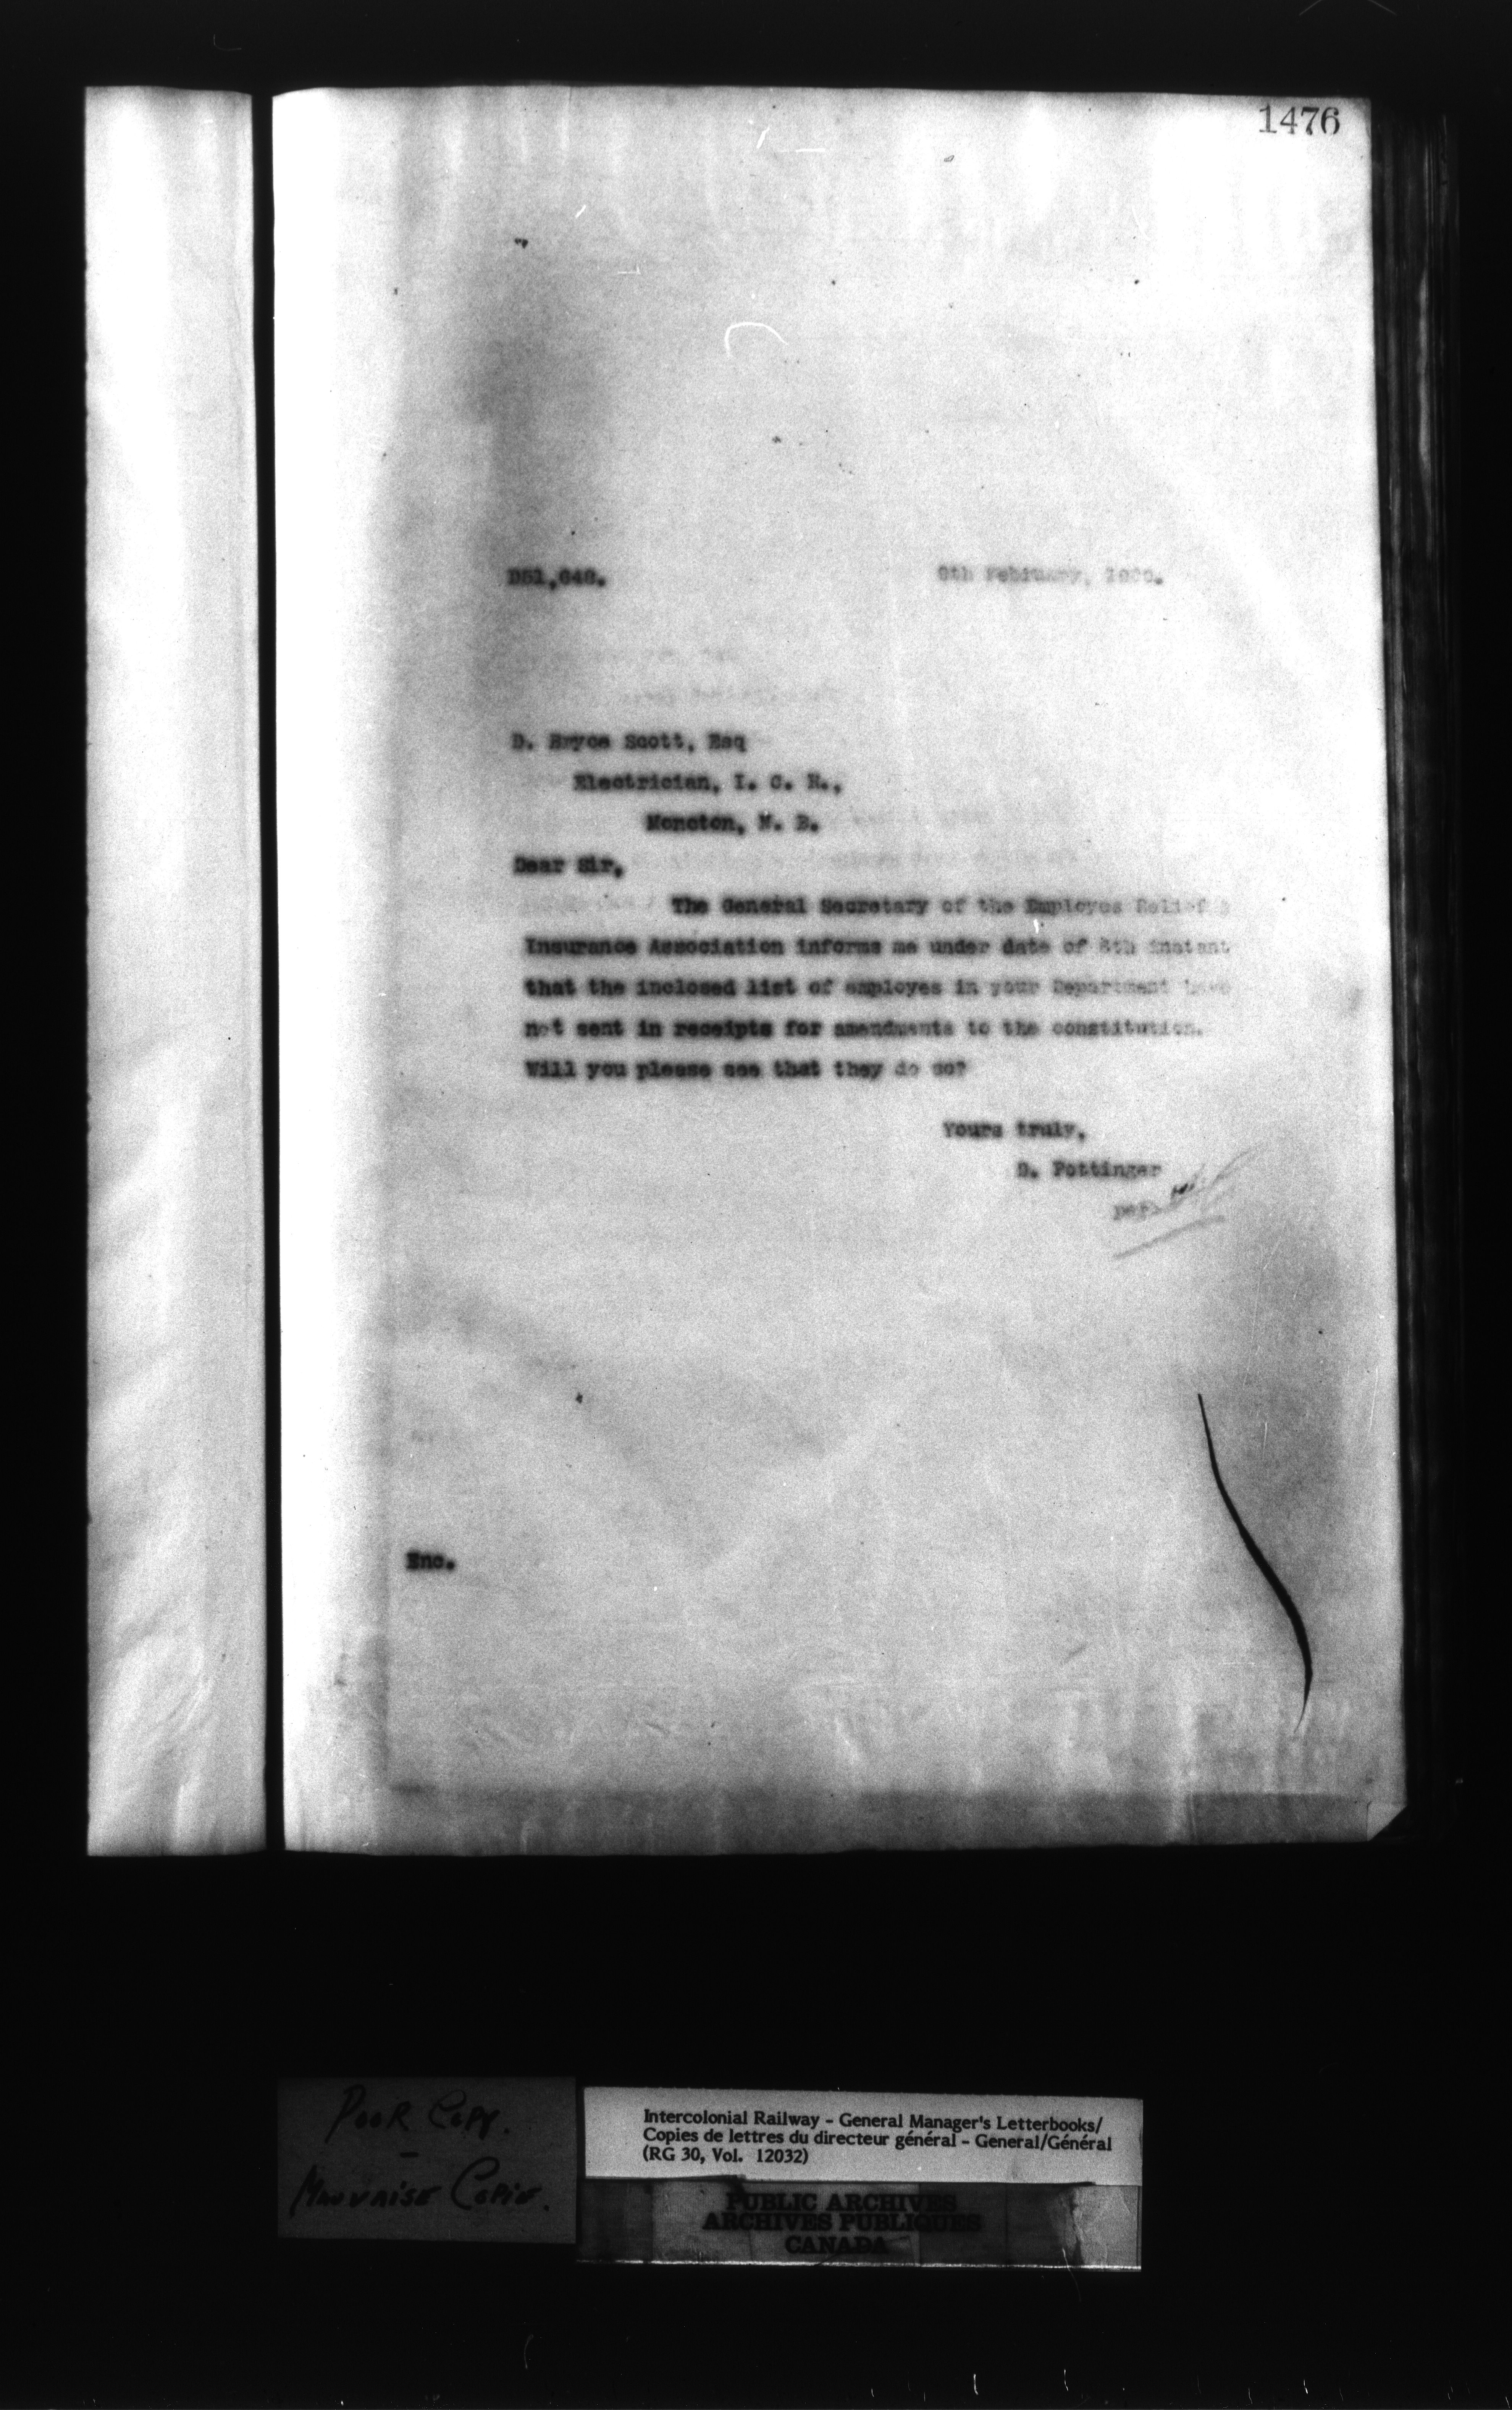 1476
D51,648.
February,
D. Bryce Scott, Esq
Electrician, I. C. R.,
Moncton, N. B.
Dear Sir,
The General Secretary of the Employes Relief &
Insurance Association informs me under date of 8th instant
that the inclosed list of employes in your Department have
not sent in receipts for amendments to the constitution.
Will you please see that they do so?
Yours truly,
D. Pottinger
per
Enc.
POOR COPY.
–
MAUVAISE COPIE.
Intercolonial Railway - General Manager's Letterbooks/
Copies de lettres du directeur général - General/Général
(RG 30, Vol. 12032)
PUBLIC ARCHIVES
ARCHIVES PUBLIQUES
CANADA